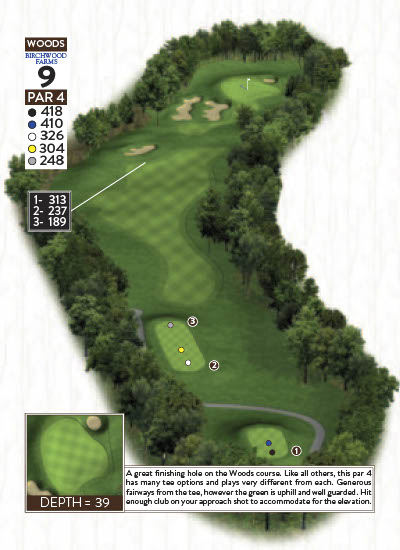 WOODS
BIRCHWOOD
FARMS
9
PAR 4
418
410
326
304
248
1- 313
2- 237
3- 189
3
2
1
DEPTH = 39
A great finishing hole on the Woods course. Like all others, this par 4
has many tee options and plays very different from each. Generous
fairways from the tee, however the green is uphill and well guarded. Hit
enough club on your approach shot to accommodate for the elevation.